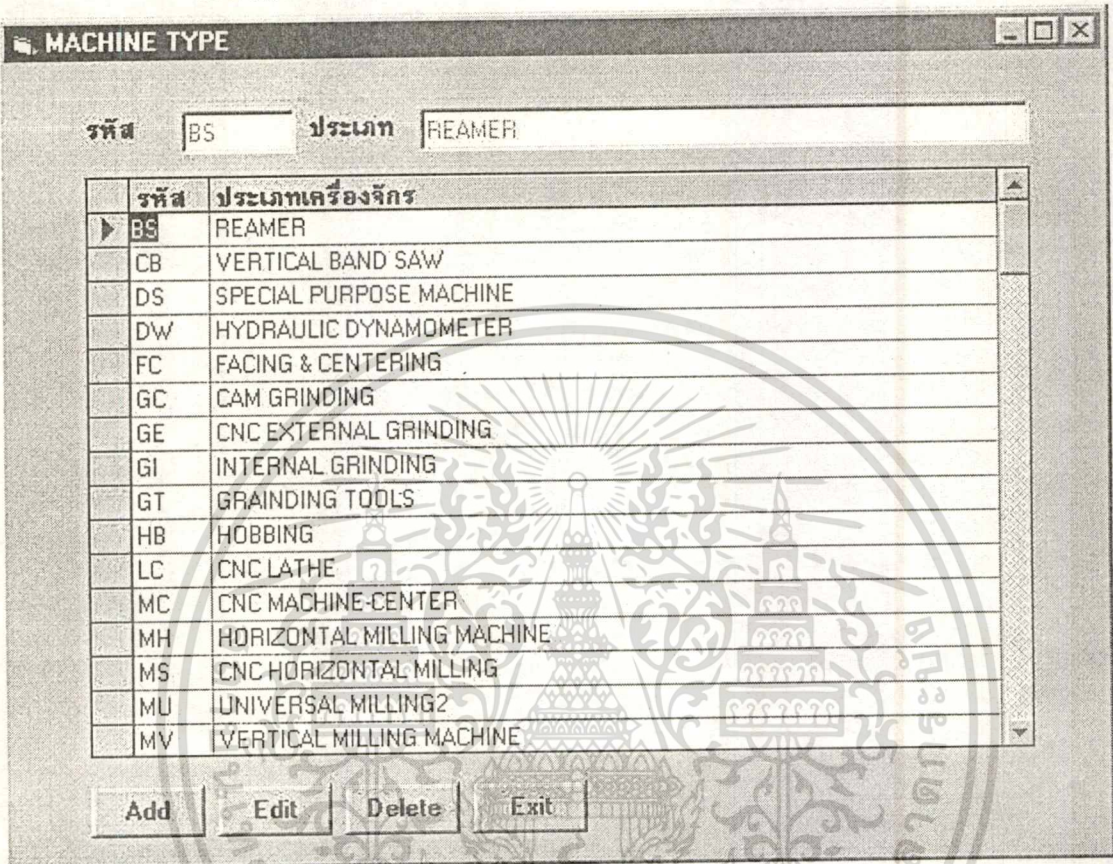 MACHINE TYPE
รหัส BS ประเภท REAMER
รหัส ประเภทเครื่องจักร
BS REAMER
CB VERTICAL BAND SAW
DS SPECIAL PURPOSE MACHINE
DW HYDRAULIC DYNAMOMETER
FC FACING & CENTERING
GC CAM GRINDING
GE CNC EXTERNAL GRINDING
GI INTERNAL GRINDING
GT GRAINDING TOOLS
HB HOBBING
LC CNC LATHE
MC CNC MACHINE-CENTER
MH HORIZONTAL MILLING MACHINE
MS CNC HORIZONTAL MILLING
MU UNIVERSAL MILLING2
MV VERTICAL MILLING MACHINE
Add Edit Delete Exit